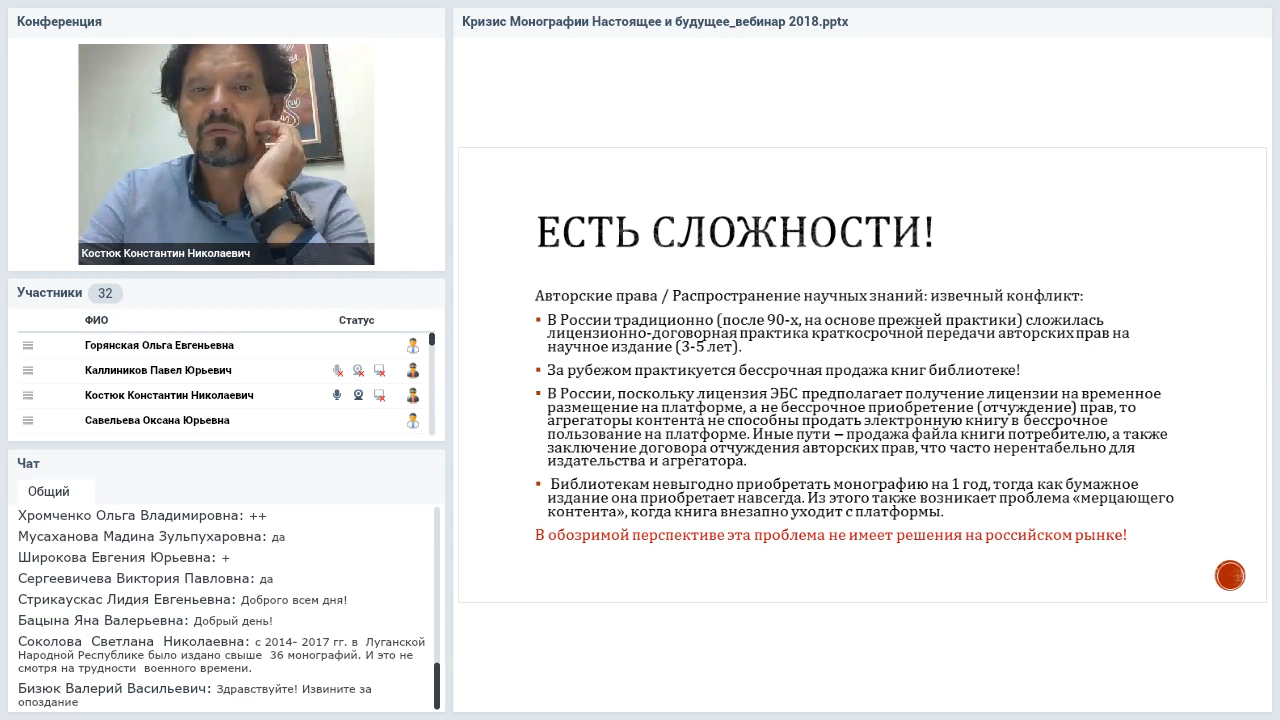 Конференция
Костюк Константин Николаевич
Участники 32
ФИО Статус
Горянская Ольга Евгеньевна
Каллиников Павел Юрьевич
Костюк Константин Николаевич
Савельева Оксана Юрьевна
Чат
Общий
Хромченко Ольга Владимировна: ++
Мусаханова Мадина Зульпухаровна: да
Широкова Евгения Юрьевна: +
Сергеевичева Виктория Павловна: да
Стрикаускас Лидия Евгеньевна: Доброго всем дня!
Бацына Яна Валерьевна: Добрый день!
Соколова Светлана Николаевна: с 2014- 2017 гг. в Луганской
Народной Республике было издано свыше 36 монографий. И это не
смотря на трудности военного времени.
Бизюк Валерий Васильевич: Здравствуйте! Извините за
опоздание
Кризис Монографии Настоящее и будущее_вебинар 2018.pptx
ЕСТЬ СЛОЖНОСТИ!
Авторские права / Распространение научных знаний: извечный конфликт:
В России традиционно (после 90-х, на основе прежней практики) сложилась
лицензионно-договорная практика краткосрочной передачи авторских прав на
научное издание (3-5 лет).
За рубежом практикуется бессрочная продажа книг библиотеке!
В России, поскольку лицензия ЭБС предполагает получение лицензии на временное
размещение на платформе, а не бессрочное приобретение (отчуждение) прав, то
агрегаторы контента не способны продать электронную книгу в бессрочное
пользование на платформе. Иные пути – продажа файла книги потребителю, а также
заключение договора отчуждения авторских прав, что часто нерентабельно для
издательства и агрегатора.
Библиотекам невыгодно приобретать монографию на 1 год, тогда как бумажное
издание она приобретает навсегда. Из этого также возникает проблема «мерцающего
контента», когда книга внезапно уходит с платформы.
В обозримой перспективе эта проблема не имеет решения на российском рынке!